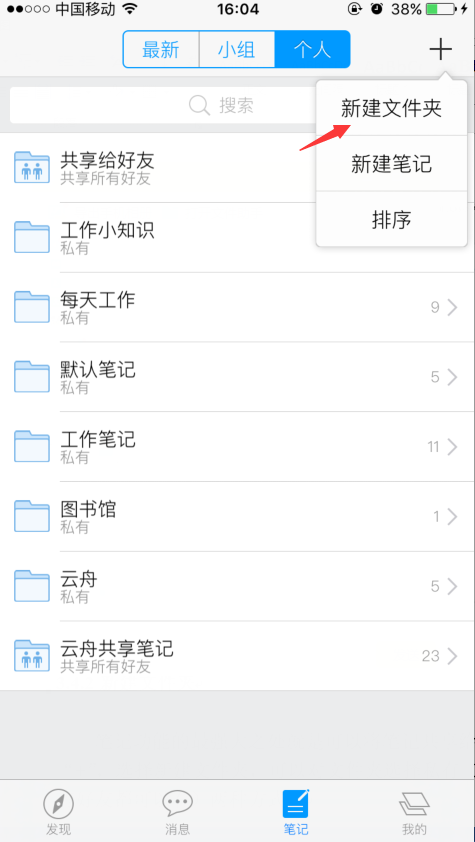 中国移动 16:04 38%
最新 小组 个人
搜索
新建文件夹
新建笔记
排序
共享给好友
共享所有好友
工作小知识
私有
每天工作
私有
9
默认笔记
私有
5
工作笔记
私有
11
图书馆
私有
1
云舟
私有
5
云舟共享笔记
共享所有好友
23
发现 消息 笔记 我的